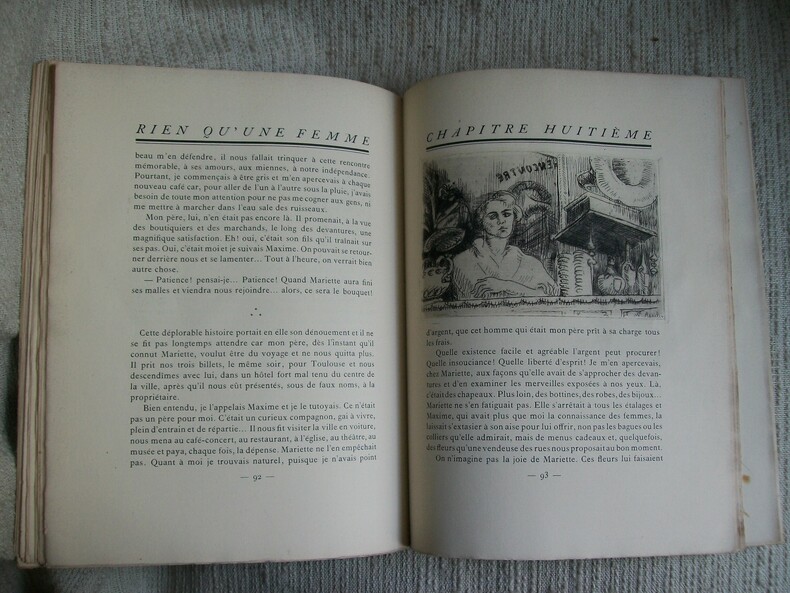 RIEN QU'UNE FEMME
beau m'en défendre, il nous fallait trinquer à cette rencontre
mémorable, à ses amours, aux miennes, à notre indépendance.
Pourtant, je commençais à être gris et m'en apercevais à chaque
nouveau café car, pour aller de l'un à l'autre sous la pluie, j'avais
besoin de toute mon attention pour ne pas me cogner aux gens, ni
me mettre à marcher dans l'eau sale des ruisseaux.
Mon père, lui, n'en était pas encore là. Il promenait, à la vue
des boutiquiers et des marchands, le long des devantures, une
magnifique satisfaction. Eh! oui, c'était son fils qu'il traînait sur
ses pas. Oui, c'était moi et je suivais Maxime. On pouvait se retour-
ner derrière nous et se lamenter... Tout à l'heure, on verrait bien
autre chose.
— Patience! pensai-je... Patience! Quand Mariette aura fini
ses malles et viendra nous rejoindre... alors, ce sera le bouquet!
Cette déplorable histoire portait en elle son dénouement et il ne
se fit pas longtemps attendre car mon père, dès l'instant qu'il
connut Mariette, voulut être du voyage et ne nous quitta plus.
Il prit nos trois billets, le même soir, pour Toulouse et nous
descendîmes avec lui, dans un hôtel fort mal tenu du centre de
la ville, après qu'il nous eût présentés, sous de faux noms, à la
propriétaire.
Bien entendu, je l'appelais Maxime et je le tutoyais. Ce n'était
pas un père pour moi. C'était un curieux compagnon, gai à vivre,
plein d'entrain et de répartie... Il nous fit visiter la ville en voiture,
nous mena au café-concert, au restaurant, à l'église, au théâtre, au
musée et paya, chaque fois, la dépense. Mariette ne l'en empêchait
pas. Quant à moi je trouvais naturel, puisque je n'avais point
— 92 —
CHAPITRE HUITIÈME
RENCONTRE
d'argent, que cet homme qui était mon père prît à sa charge tous
les frais.
Quelle existence facile et agréable l'argent peut procurer!
Quelle insouciance! Quelle liberté d'esprit! Je m'en apercevais,
chez Mariette, aux façons qu'elle avait de s'approcher des devan-
tures et d'en examiner les merveilles exposées à nos yeux. Là,
c'étaient des chapeaux. Plus loin, des bottines, des robes, des bijoux...
Mariette ne s'en fatiguait pas. Elle s'arrêtait à tous les étalages et
Maxime, qui avait plus que moi la connaissance des femmes, la
laissait s'extasier à son aise pour lui offrir, non pas les bagues ou les
colliers qu'elle admirait, mais de menus cadeaux et, quelquefois,
des fleurs qu'une vendeuse des rues nous proposait au bon moment.
On n'imagine pas la joie de Mariette. Ces fleurs lui faisaient
— 93 —